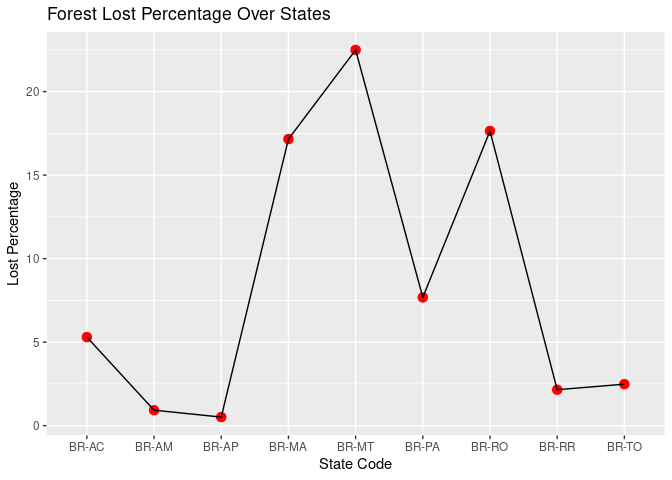 Forest Lost Percentage Over States
Lost Percentage
20
15
10
5
0
BR-AC BR-AM BR-AP BR-MA BR-MT BR-PA BR-RO BR-RR BR-TO
State Code